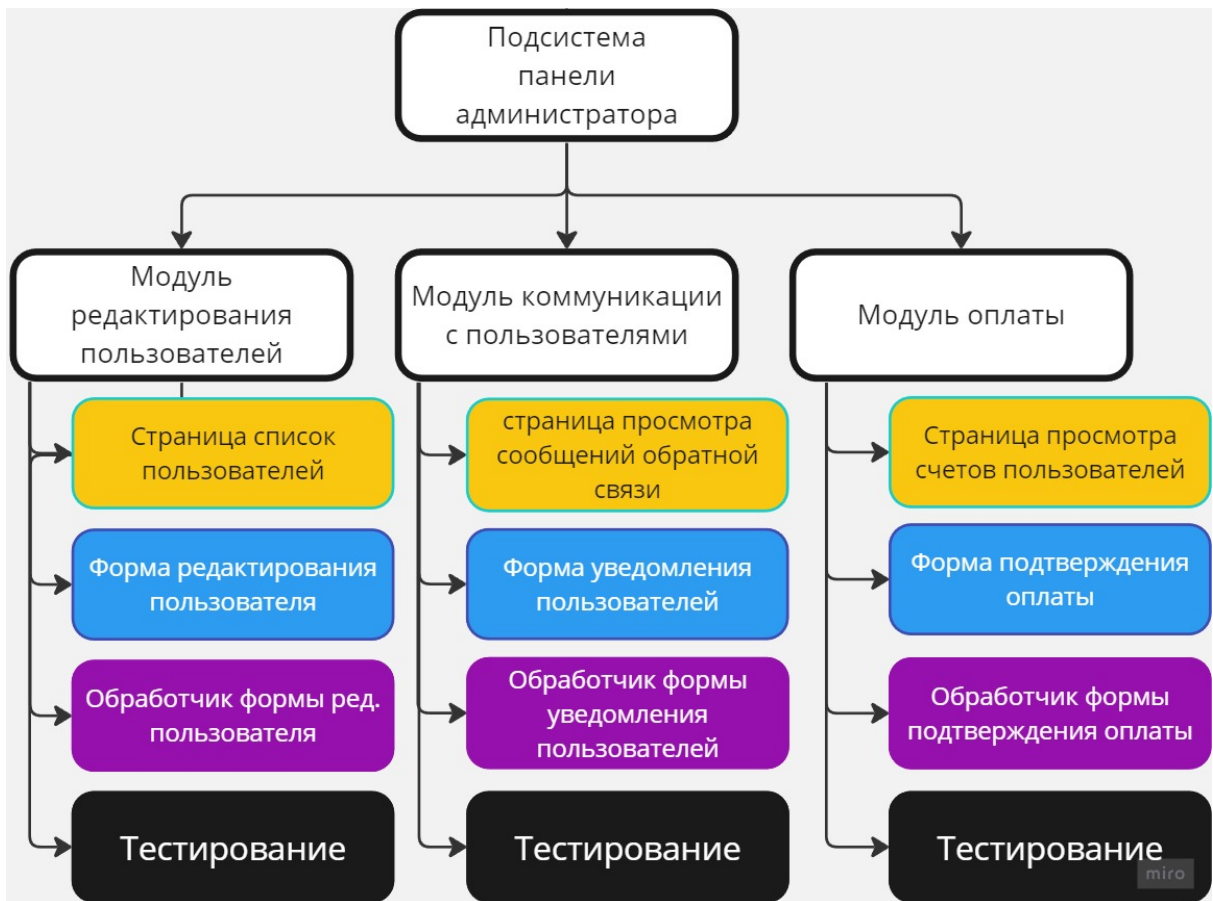 Подсистема
панели
администратора
Модуль
редактирования
пользователей
Модуль коммуникации
с пользователями
Модуль оплаты
Страница список
пользователей
страница просмотра
сообщений обратной
связи
Страница просмотра
счетов пользователей
Форма редактирования
пользователя
Форма уведомления
пользователей
Форма подтверждения
оплаты
Обработчик формы ред.
пользователя
Обработчик формы
уведомления
пользователей
Обработчик формы
подтверждения оплаты
Тестирование
Тестирование
Тестирование
miro